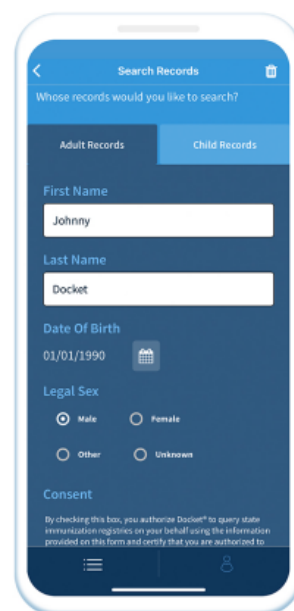 Search Records
Whose records would you like to search?
Adult Records
Child Records
First Name
Johnny
Last Name
Docket
Date Of Birth
01/01/1990
Legal Sex
Male
Female
Other
Unknown
Consent
By checking this box, you authorize Docket® to query state
immunization registries on your behalf using the information
provided on this form and certify that you are authorized to